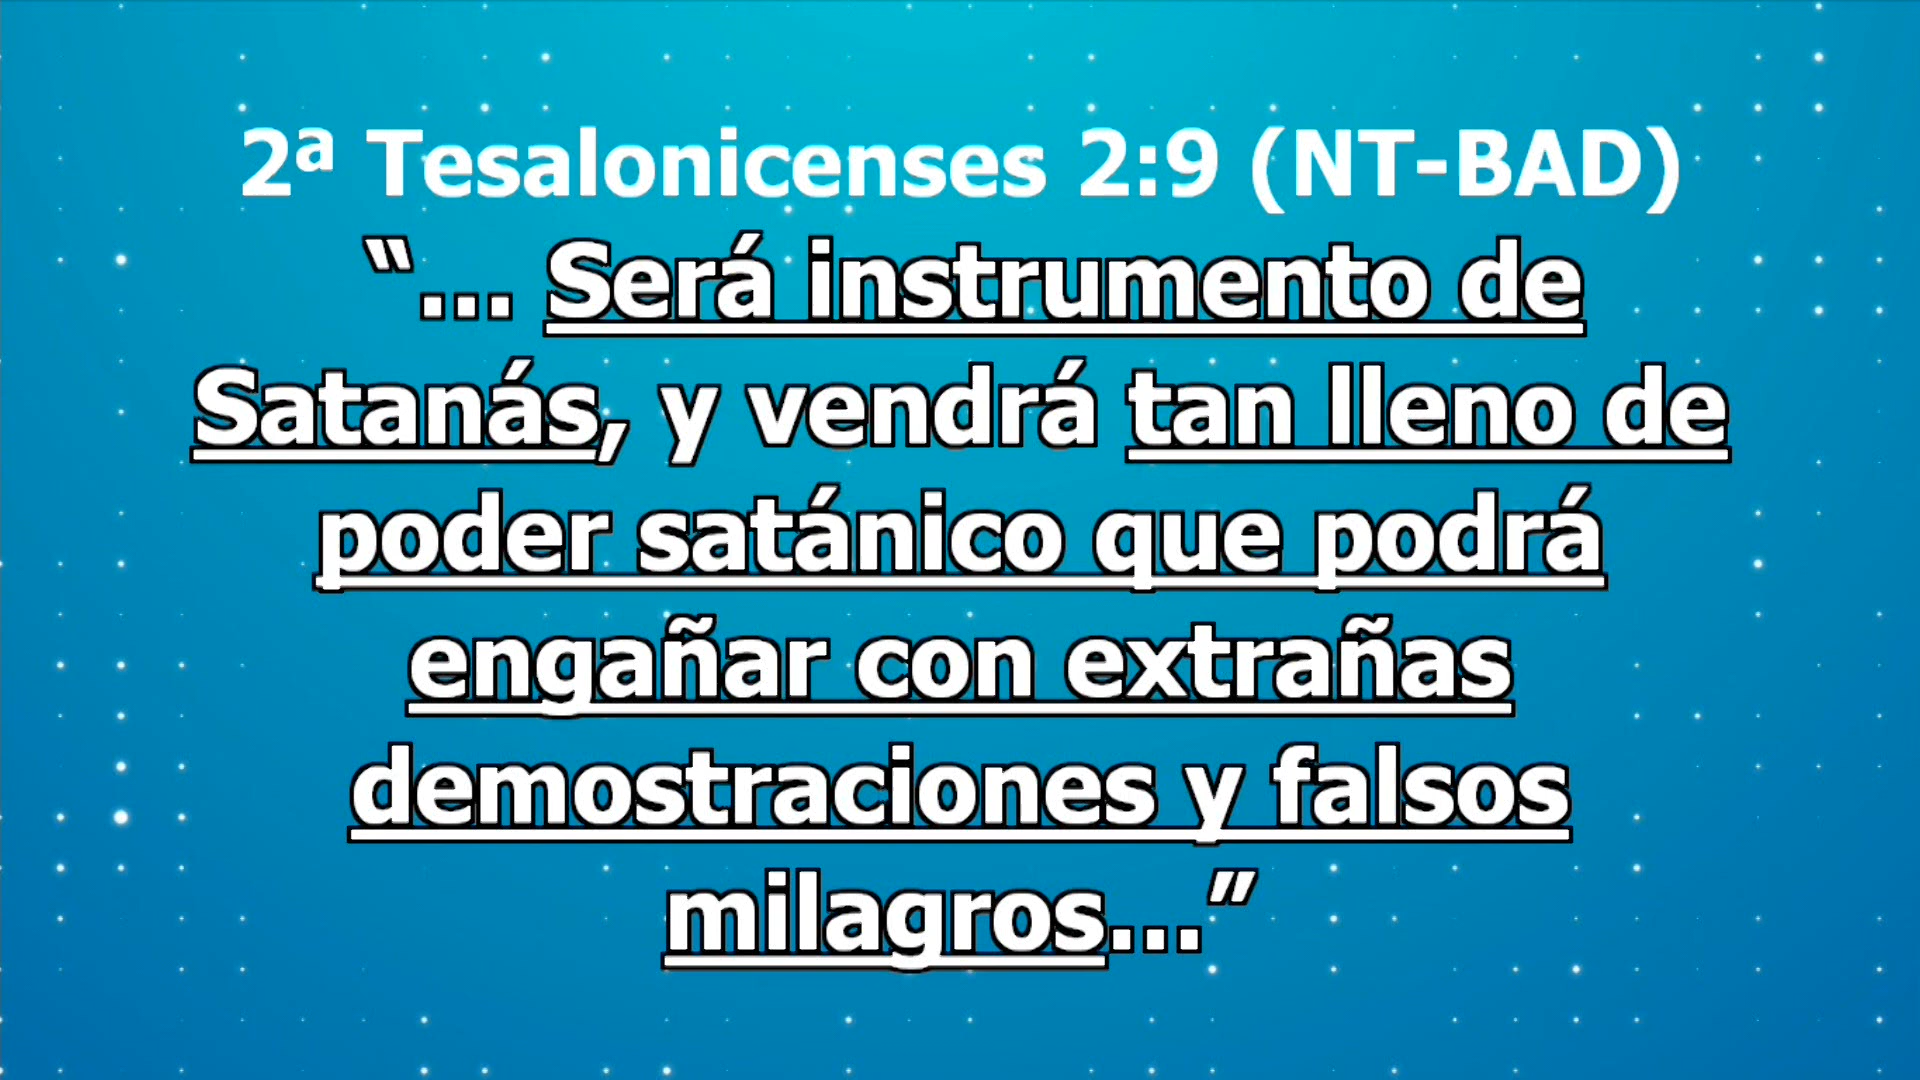 2ª Tesalonicenses 2:9 (NT-BAD)
“... Será instrumento de
Satanás, y vendrá tan lleno de
poder satánico que podrá
engañar con extrañas
demostraciones y falsos
milagros...”